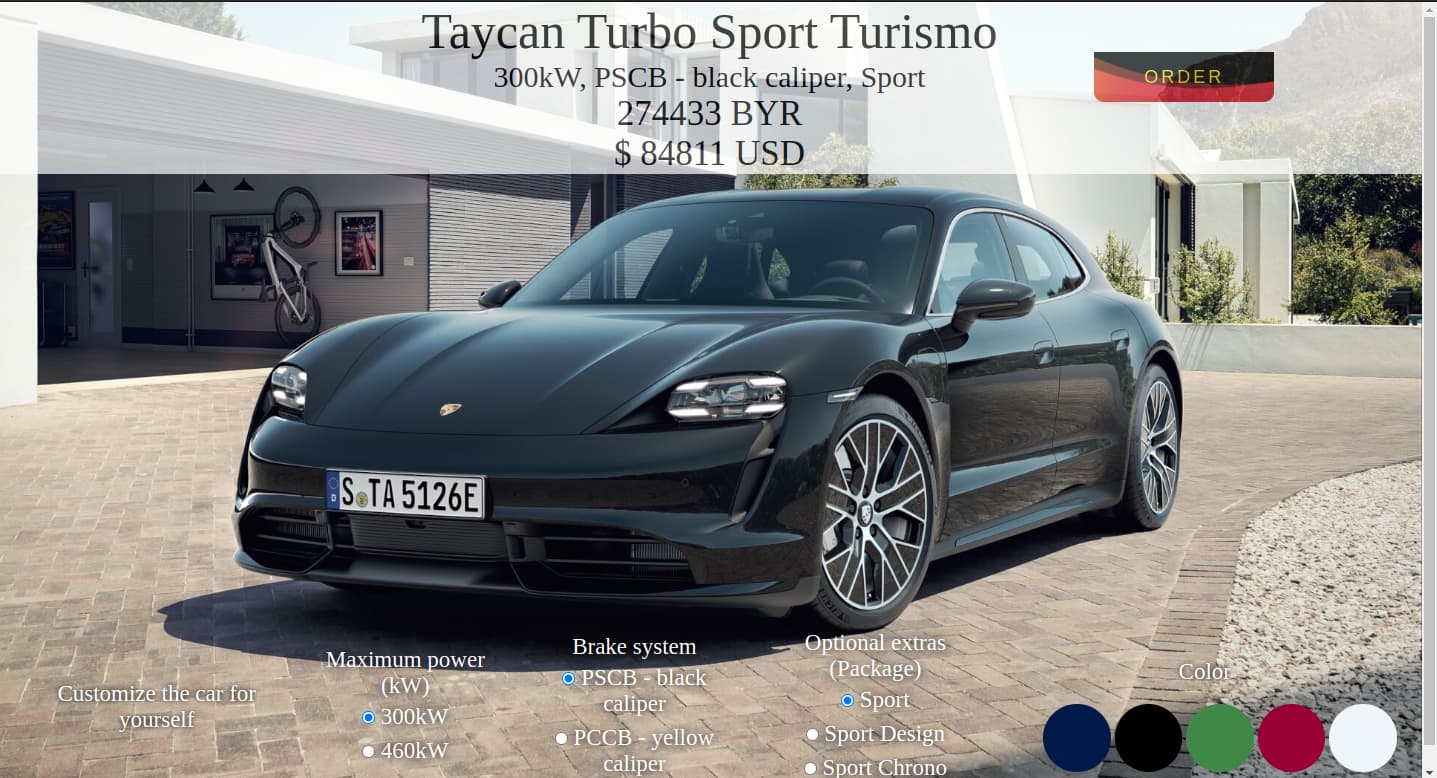 Taycan Turbo Sport Turismo
300kW, PSCB - black caliper, Sport
274433 BYR
$ 84811 USD
ORDER
S TA 5126E
D
Customize the car for
yourself
Maximum power
(kW)
300kW
460kW
Brake system
PSCB - black
caliper
PCCB - yellow
caliper
Optional extras
(Package)
Sport
Sport Design
Sport Chrono
Color